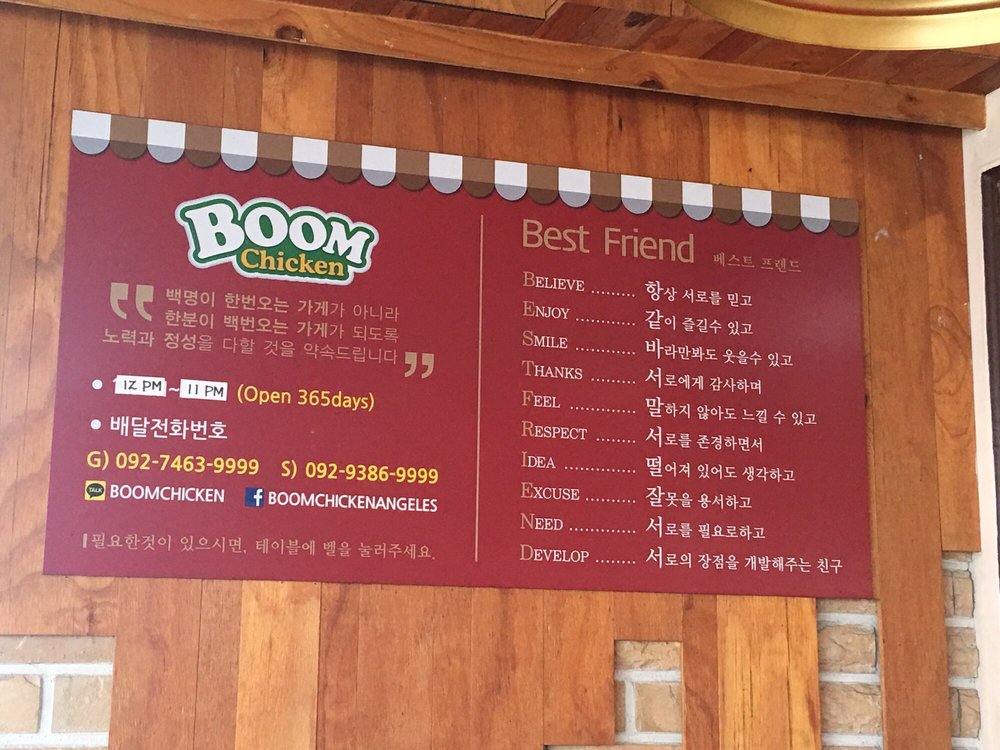 BOOM
Chicken
백명이 한번오는 가게가 아니라
한분이 백번오는 가게가 되도록
노력과 정성을 다할 것을 약속드립니다
12 PM ~ 11 PM (Open 365days)
배달전화번호
G) 092-7463-9999 S) 092-9386-9999
TALK BOOMCHICKEN f BOOMCHICKENANGELES
필요한것이 있으시면, 테이블에 벨을 눌러주세요.
Best Friend 베스트 프렌드
BELIEVE ......... 항상 서로를 믿고
ENJOY ............ 같이 즐길수 있고
SMILE ............ 바라만봐도 웃을수 있고
THANKS ......... 서로에게 감사하며
FEEL ............ 말하지 않아도 느낄 수 있고
RESPECT ........ 서로를 존경하면서
IDEA .............. 떨어져 있어도 생각하고
EXCUSE .......... 잘못을 용서하고
NEED ............. 서로를 필요로하고
DEVELOP ........ 서로의 장점을 개발해주는 친구